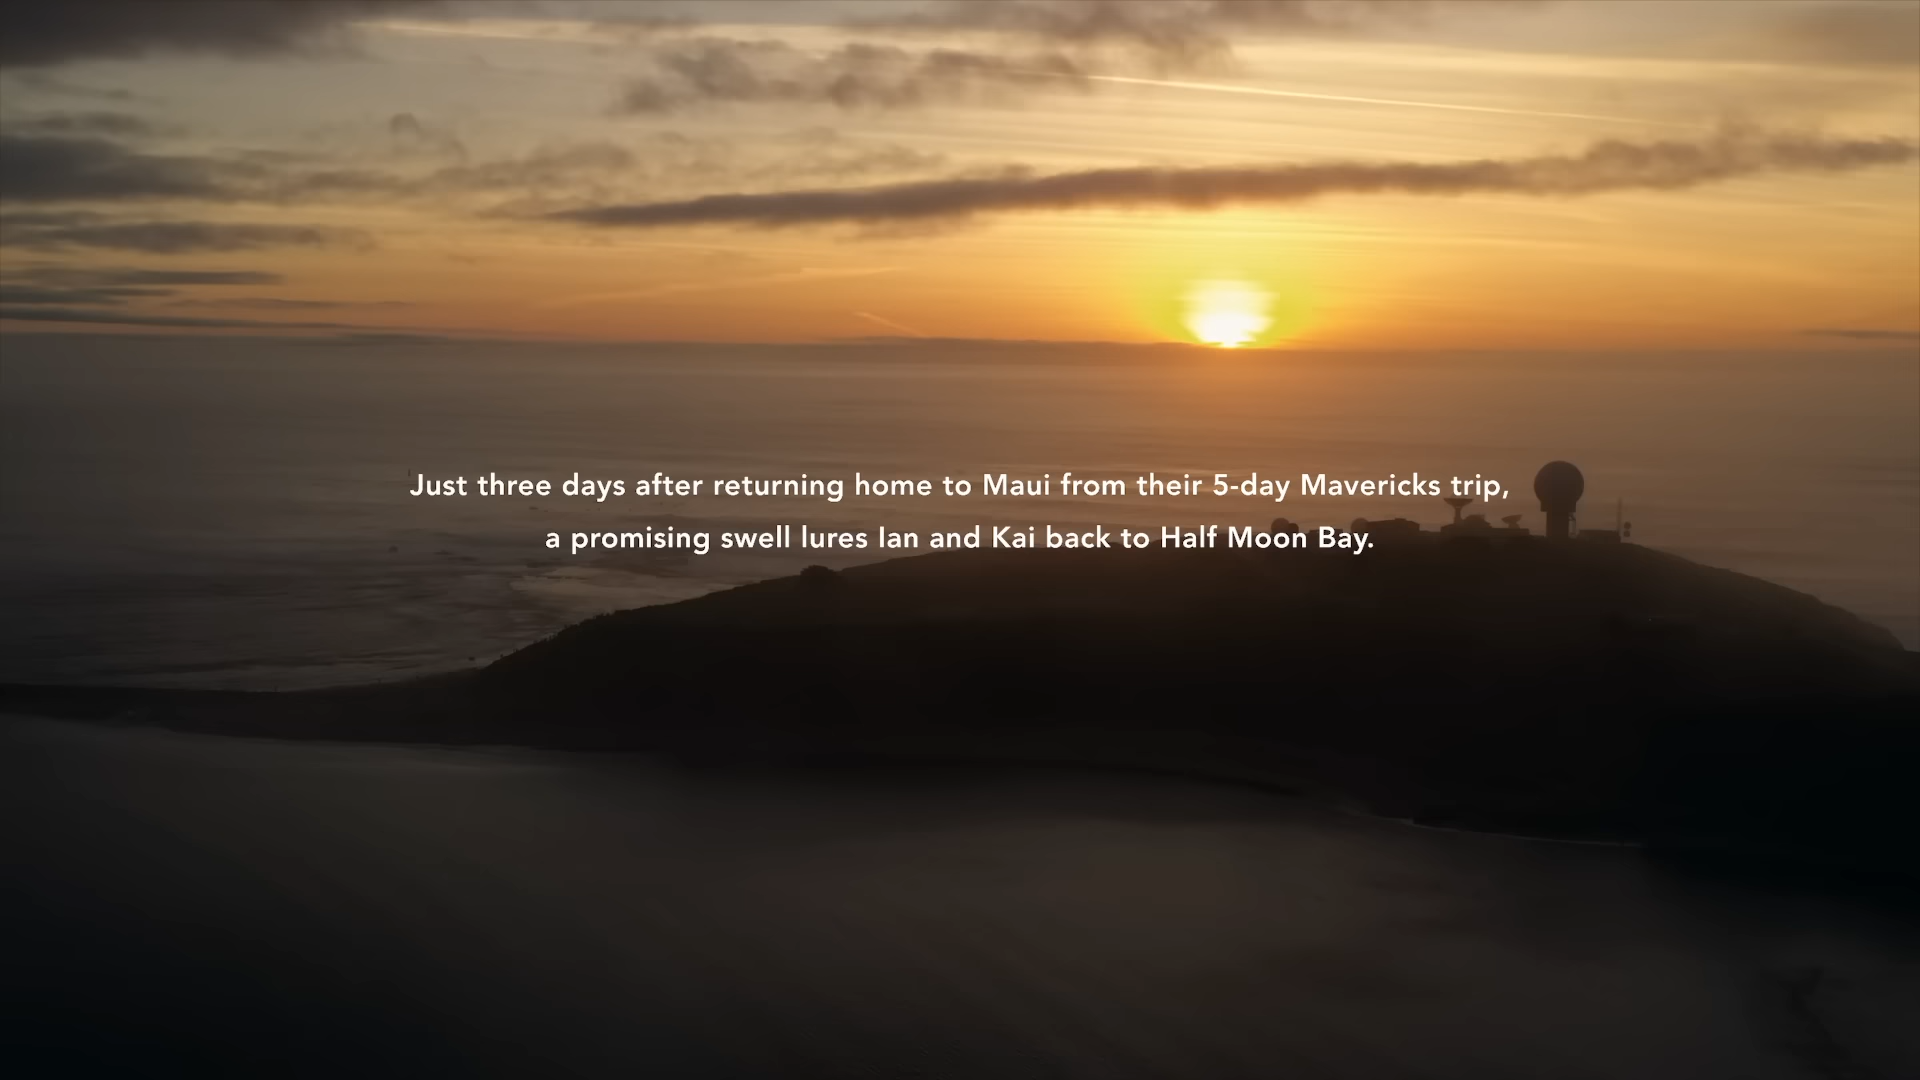 Just three days after returning home to Maui from their 5-day Mavericks trip,
a promising swell lures Ian and Kai back to Half Moon Bay.